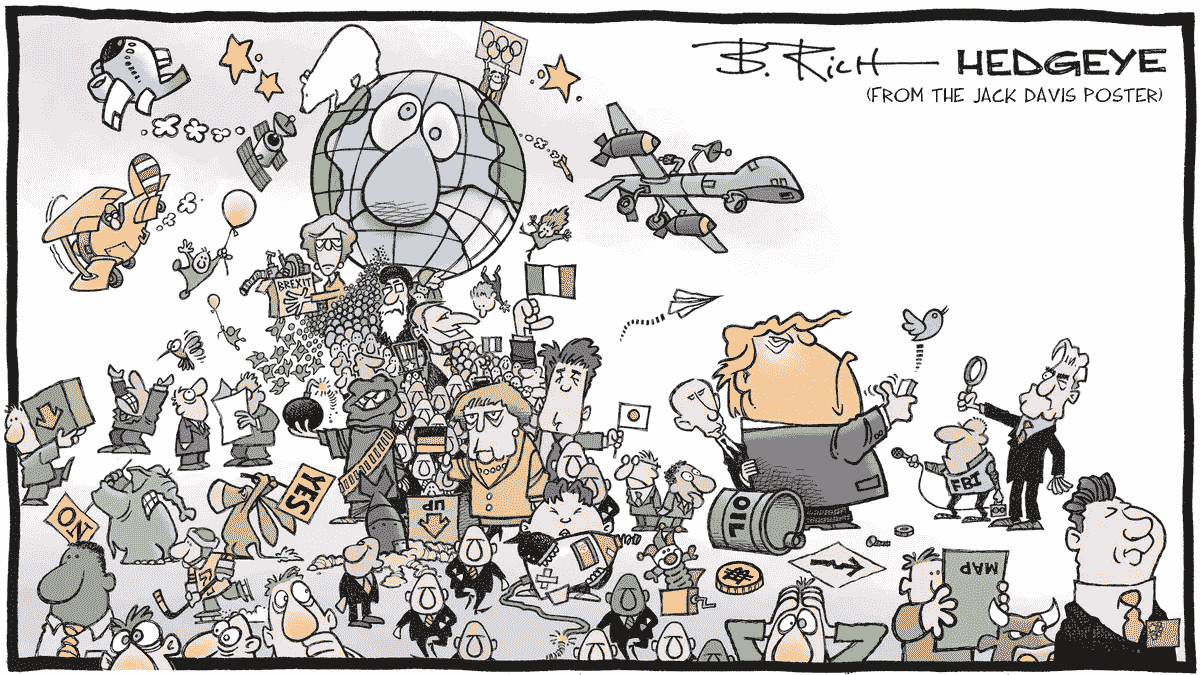 B. Rich HEDGEYE
(FROM THE JACK DAVIS POSTER)
BREXIT
YES
NO
UP
OIL
FBI
MAP